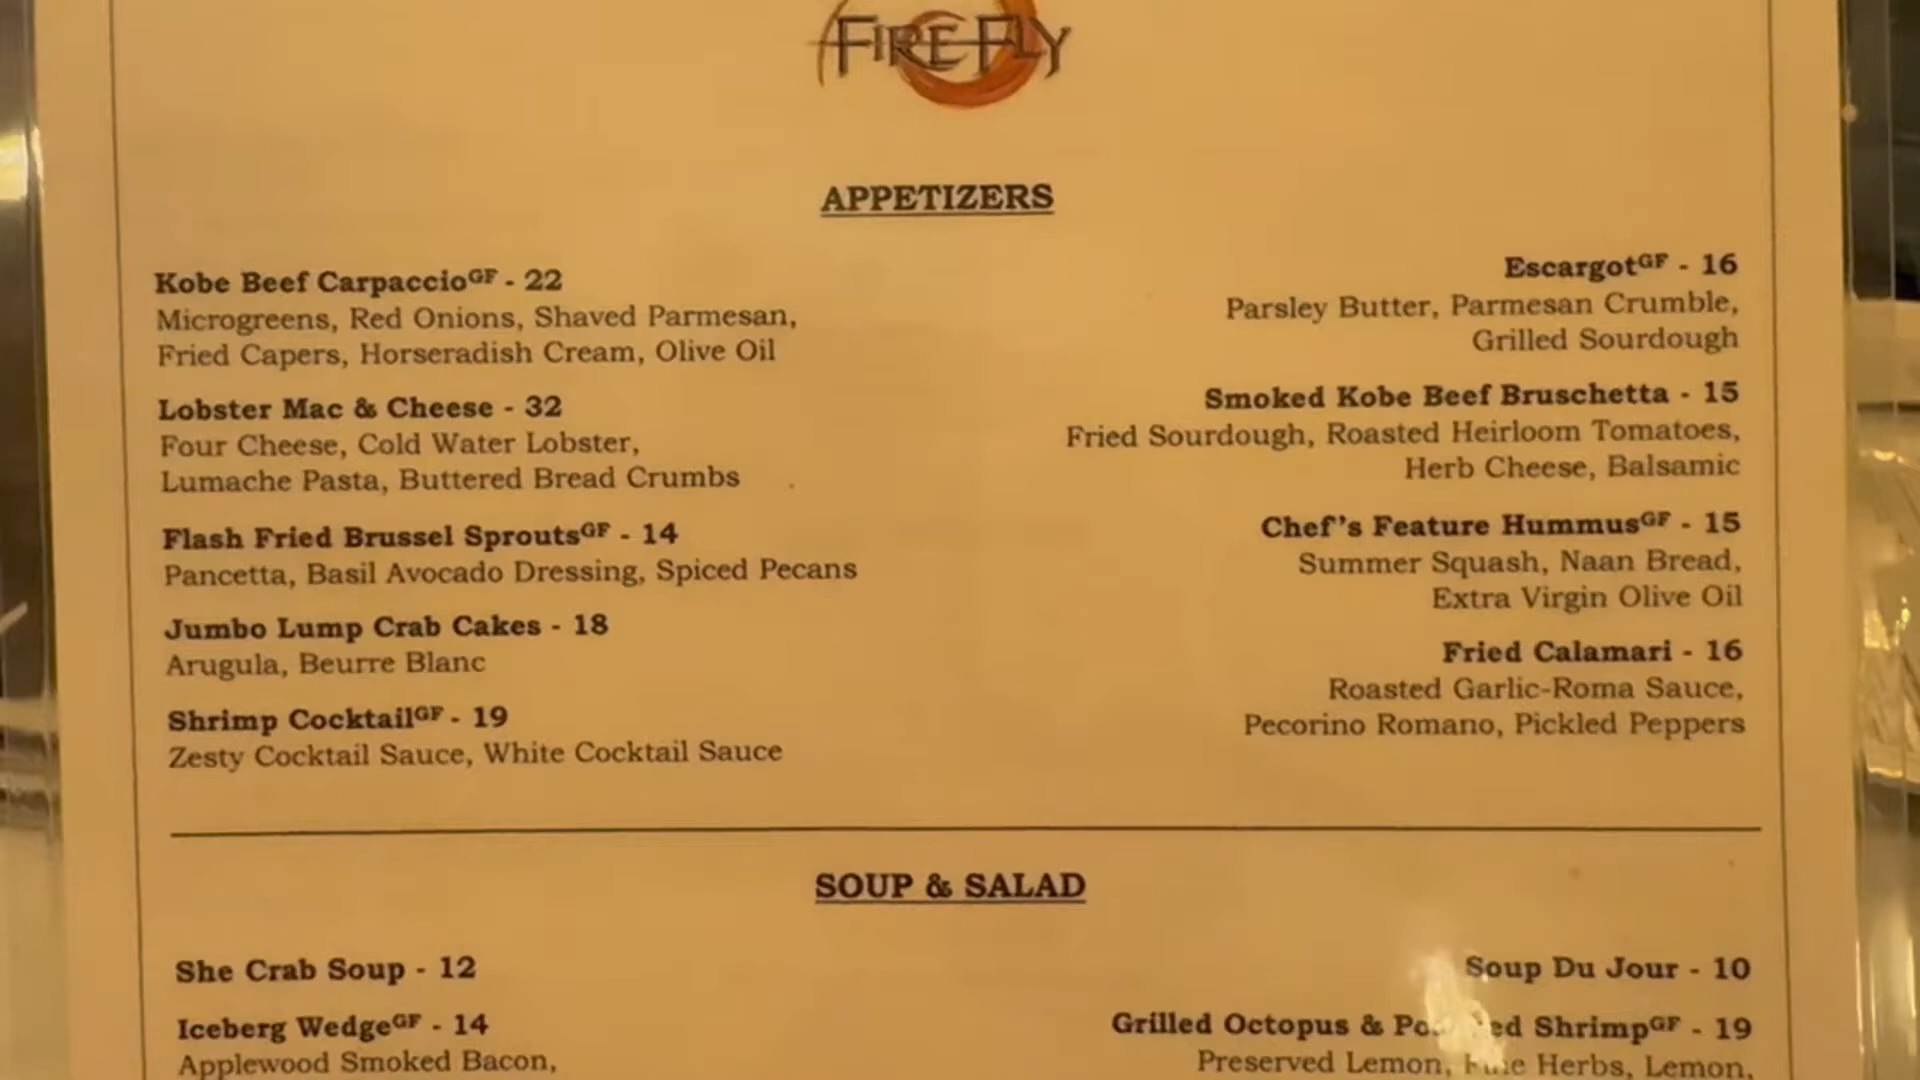 FIREFLY
APPETIZERS
Kobe Beef CarpaccioGF - 22
Microgreens, Red Onions, Shaved Parmesan,
Fried Capers, Horseradish Cream, Olive Oil
Lobster Mac & Cheese - 32
Four Cheese, Cold Water Lobster,
Lumache Pasta, Buttered Bread Crumbs
Flash Fried Brussel SproutsGF - 14
Pancetta, Basil Avocado Dressing, Spiced Pecans
Jumbo Lump Crab Cakes - 18
Arugula, Beurre Blanc
Shrimp CocktailGF - 19
Zesty Cocktail Sauce, White Cocktail Sauce
EscargotGF - 16
Parsley Butter, Parmesan Crumble,
Grilled Sourdough
Smoked Kobe Beef Bruschetta - 15
Fried Sourdough, Roasted Heirloom Tomatoes,
Herb Cheese, Balsamic
Chef's Feature HummusGF - 15
Summer Squash, Naan Bread,
Extra Virgin Olive Oil
Fried Calamari - 16
Roasted Garlic-Roma Sauce,
Pecorino Romano, Pickled Peppers
SOUP & SALAD
She Crab Soup - 12
Iceberg WedgeGF - 14
Applewood Smoked Bacon,
Soup Du Jour - 10
Grilled Octopus & ShrimpGF - 19
Preserved Lemon, Herbs, Lemon,